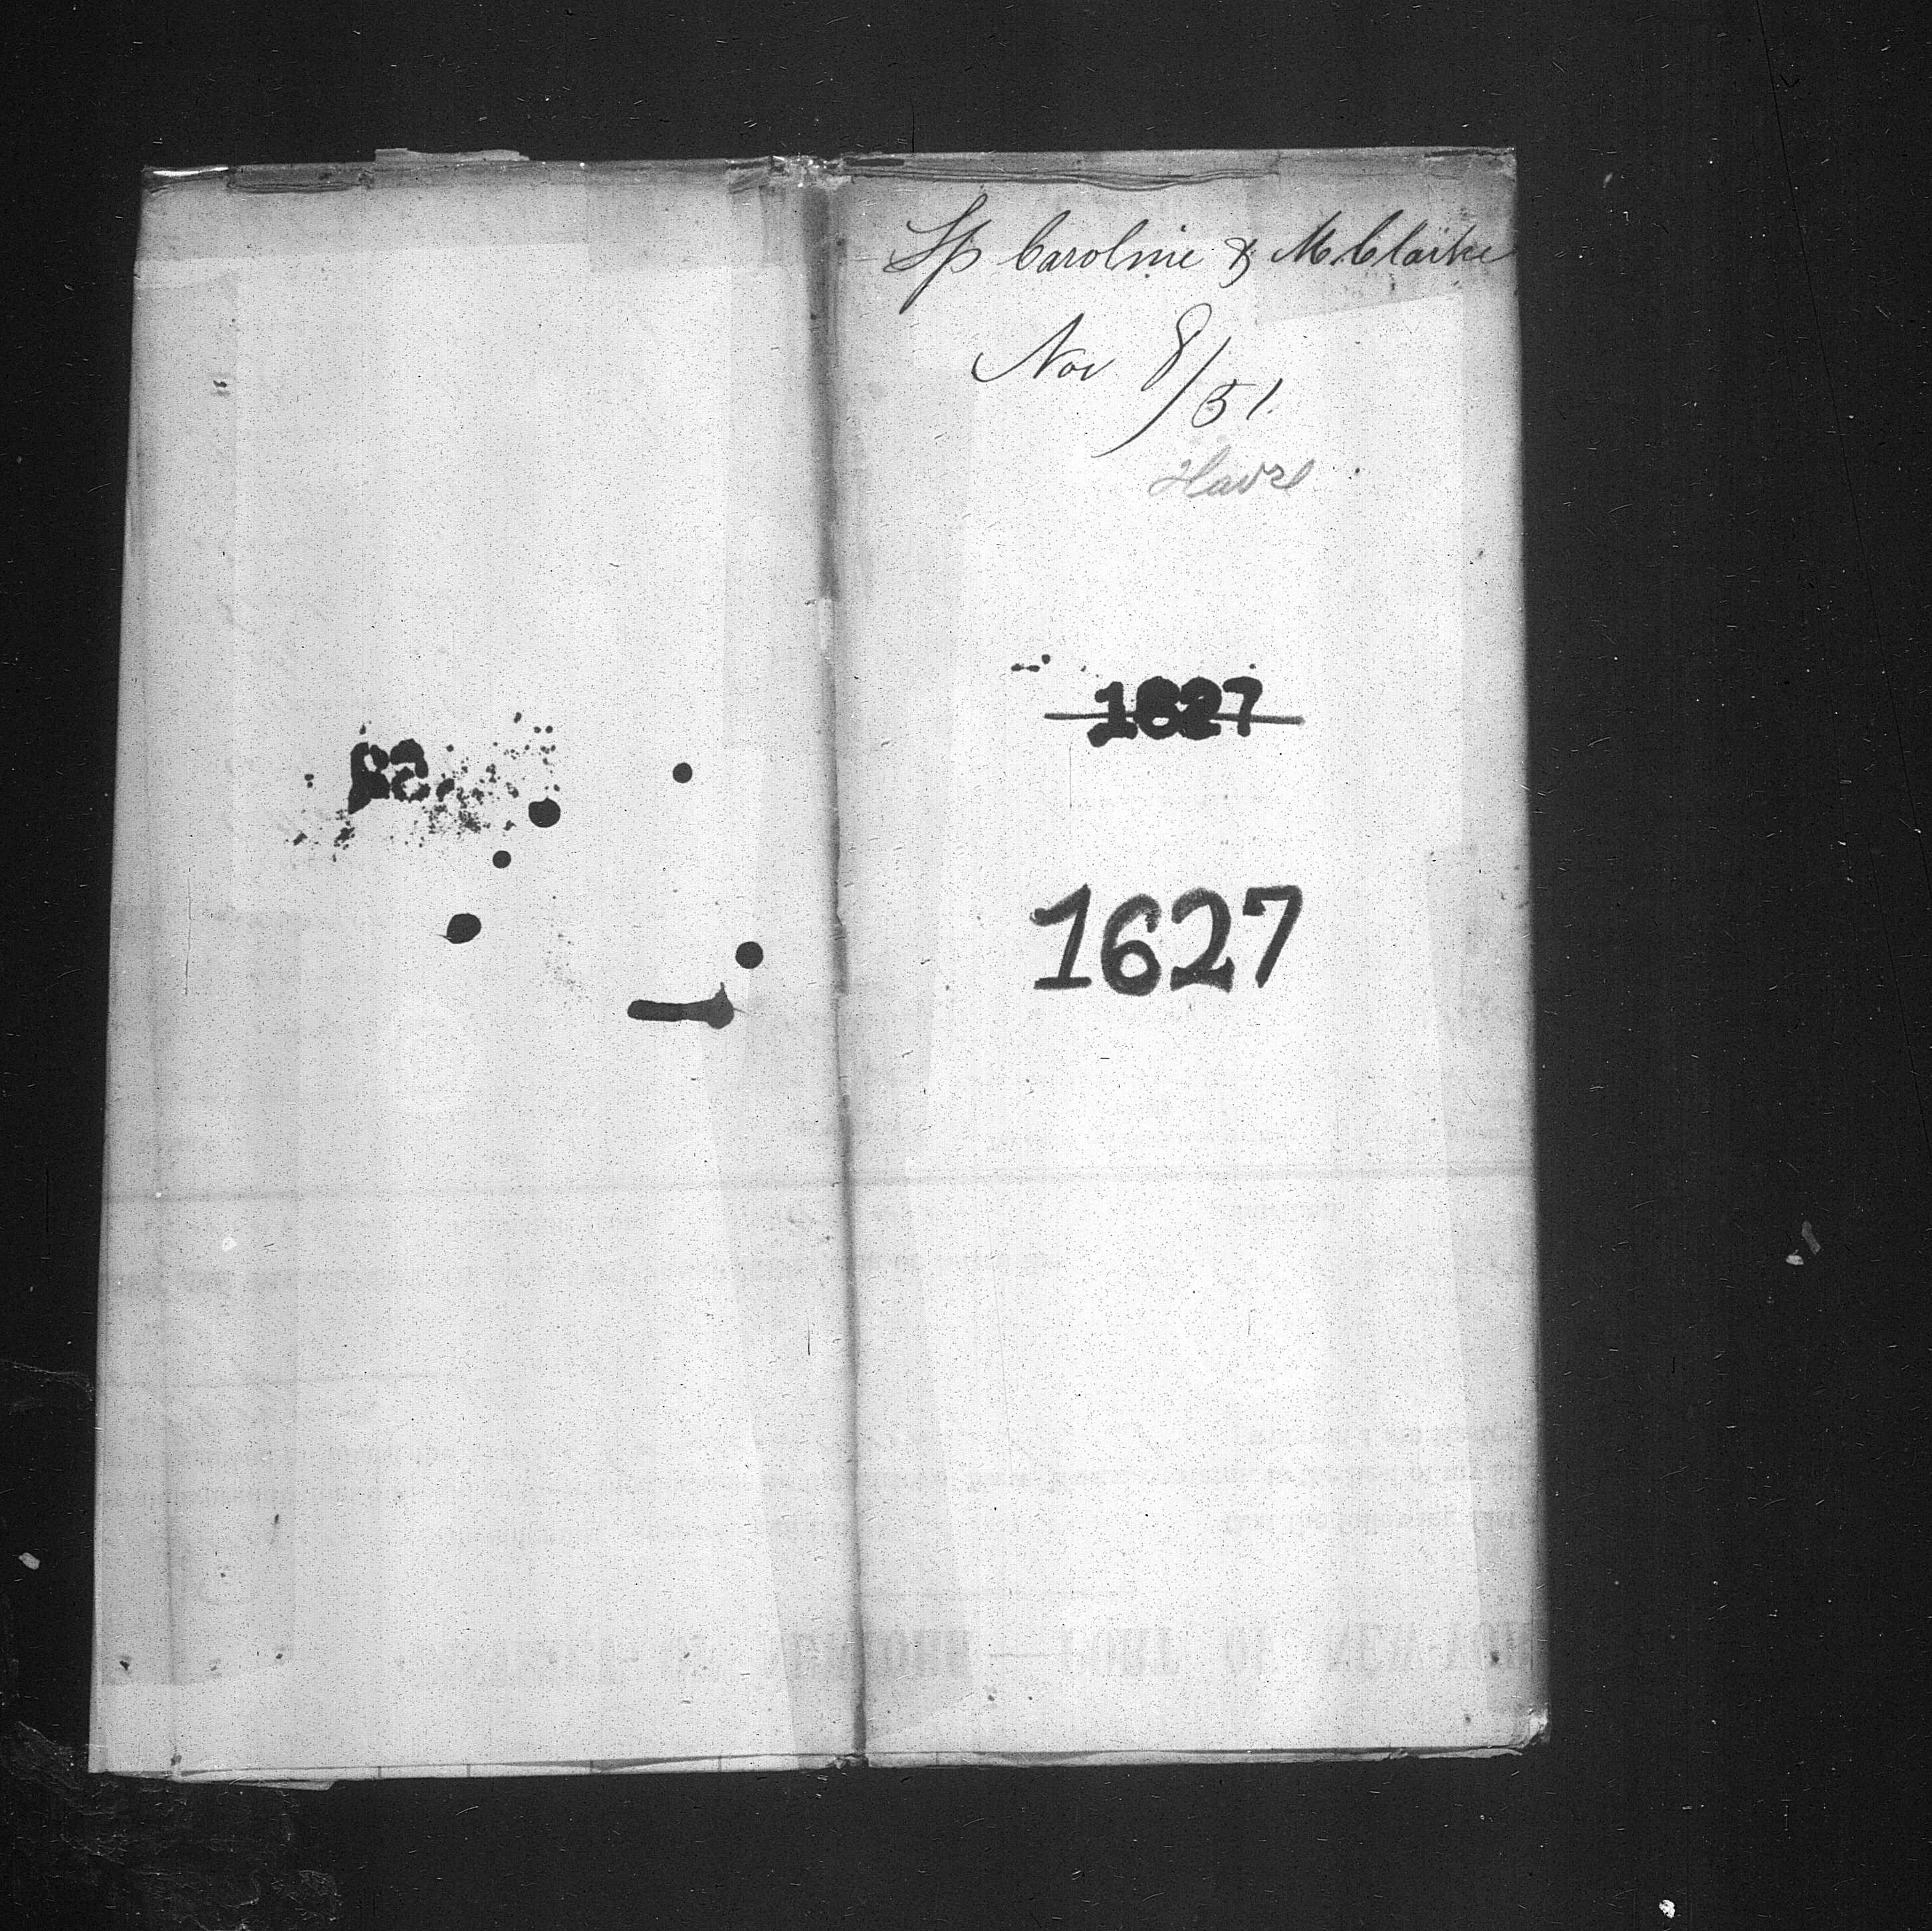 Sp Caroline & M Clarke
Nov 8/51.
Havre
1627
1627